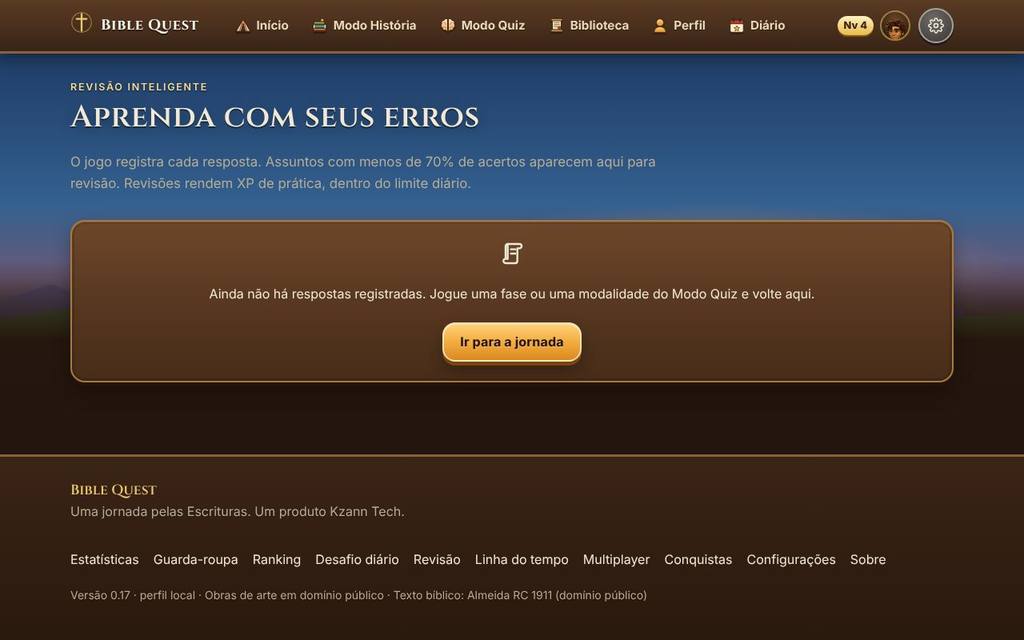 Bible Quest
Início
Modo História
Modo Quiz
Biblioteca
Perfil
Diário
Nv 4
REVISÃO INTELIGENTE
Aprenda com seus erros
O jogo registra cada resposta. Assuntos com menos de 70% de acertos aparecem aqui para
revisão. Revisões rendem XP de prática, dentro do limite diário.
Ainda não há respostas registradas. Jogue uma fase ou uma modalidade do Modo Quiz e volte aqui.
Ir para a jornada
Bible Quest
Uma jornada pelas Escrituras. Um produto Kzann Tech.
Estatísticas Guarda-roupa Ranking Desafio diário Revisão Linha do tempo Multiplayer Conquistas Configurações Sobre
Versão 0.17 · perfil local · Obras de arte em domínio público · Texto bíblico: Almeida RC 1911 (domínio público)